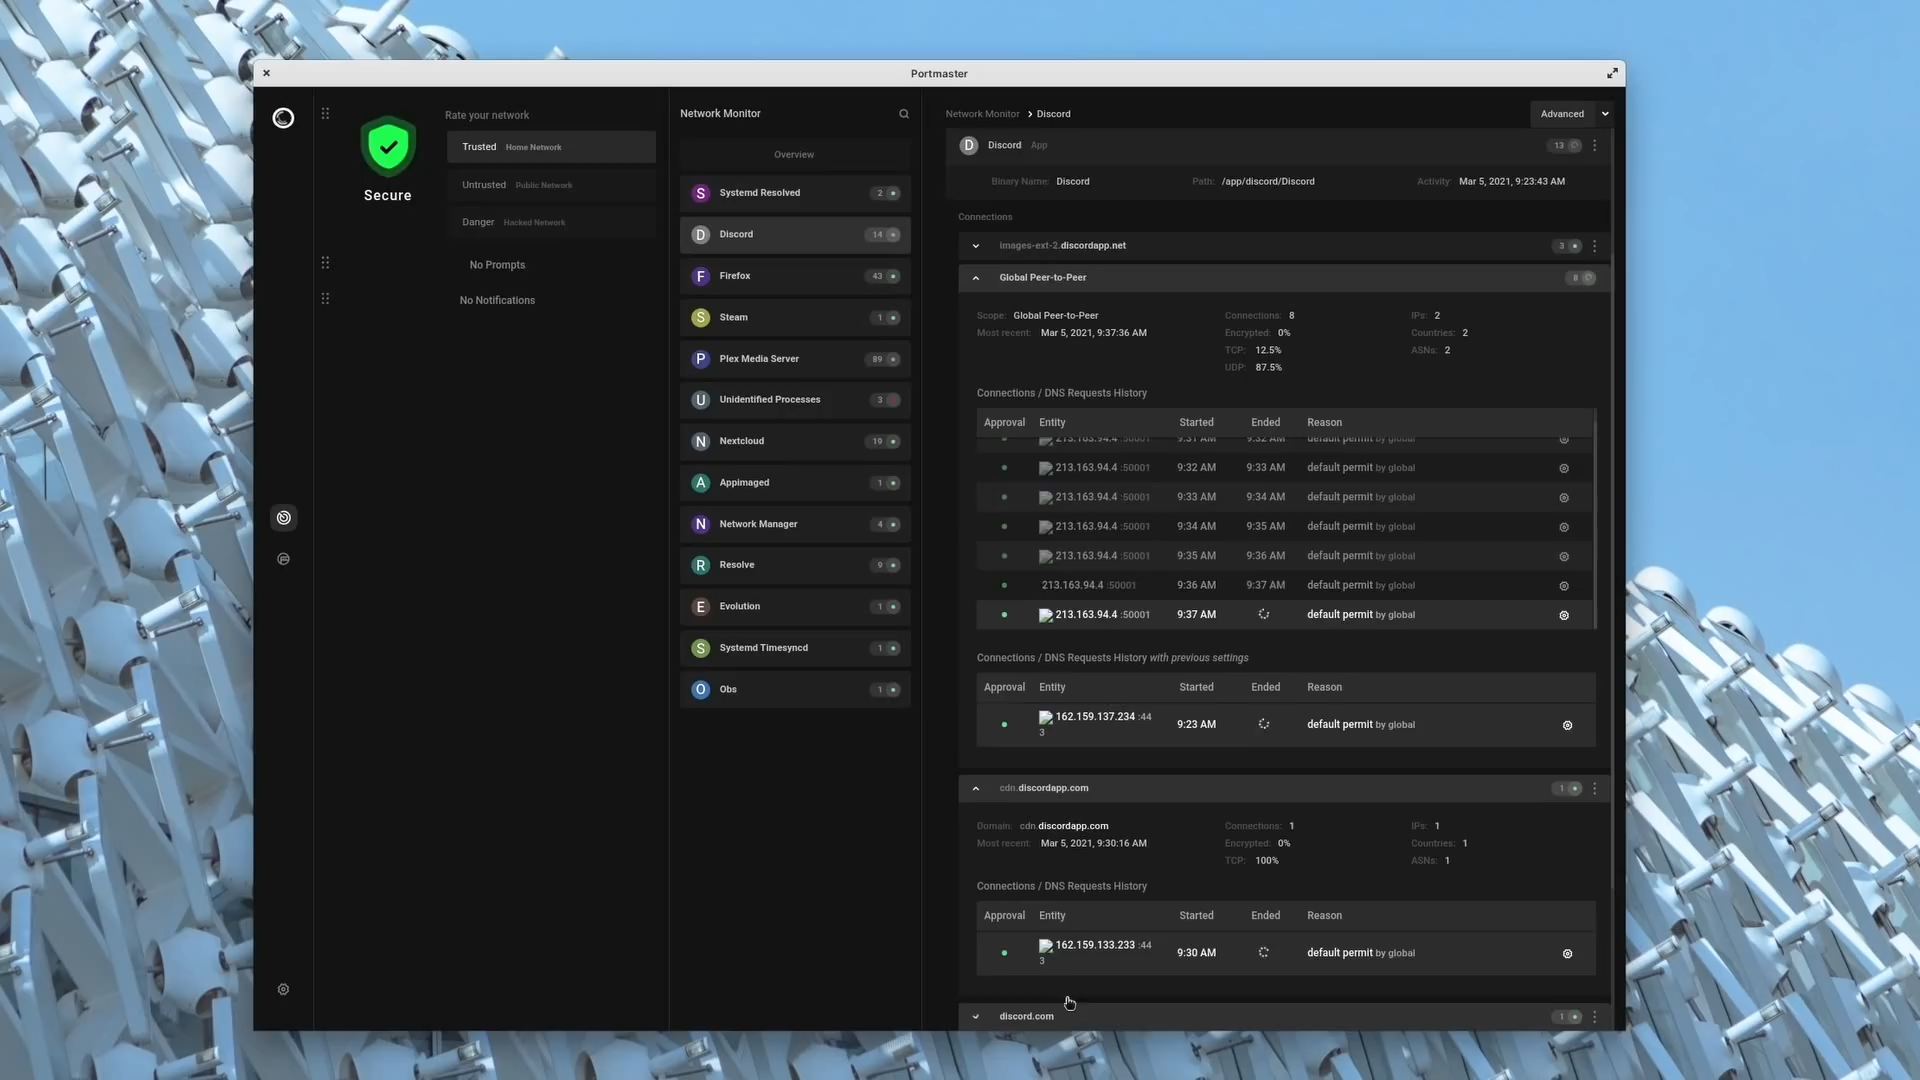 Portmaster
Secure
Rate your network
Trusted Home Network
Untrusted Public Network
Danger Hacked Network
No Prompts
No Notifications
Network Monitor
Overview
S Systemd Resolved 2
D Discord 14
F Firefox 43
S Steam 1
P Plex Media Server 89
U Unidentified Processes 3
N Nextcloud 19
A Appimaged 1
N Network Manager 4
R Resolve 9
E Evolution 1
S Systemd Timesyncd 1
O Obs 1
Network Monitor > Discord
Advanced
D Discord App 13
Binary Name: Discord Path: /app/discord/Discord Activity: Mar 5, 2021, 9:23:43 AM
Connections
images-ext-2.discordapp.net 3
Global Peer-to-Peer 8
Scope: Global Peer-to-Peer Connections: 8 IPs: 2
Most recent: Mar 5, 2021, 9:37:36 AM Encrypted: 0% Countries: 2
TCP: 12.5% ASNs: 2
UDP: 87.5%
Connections / DNS Requests History
Approval Entity Started Ended Reason
213.163.94.4 :50001 9:31 AM 9:32 AM default permit by global
213.163.94.4 :50001 9:32 AM 9:33 AM default permit by global
213.163.94.4 :50001 9:33 AM 9:34 AM default permit by global
213.163.94.4 :50001 9:34 AM 9:35 AM default permit by global
213.163.94.4 :50001 9:35 AM 9:36 AM default permit by global
213.163.94.4 :50001 9:36 AM 9:37 AM default permit by global
213.163.94.4 :50001 9:37 AM default permit by global
Connections / DNS Requests History with previous settings
Approval Entity Started Ended Reason
162.159.137.234 :44
3 9:23 AM default permit by global
cdn.discordapp.com 1
Domain: cdn.discordapp.com Connections: 1 IPs: 1
Most recent: Mar 5, 2021, 9:30:16 AM Encrypted: 0% Countries: 1
TCP: 100% ASNs: 1
Connections / DNS Requests History
Approval Entity Started Ended Reason
162.159.133.233 :44
3 9:30 AM default permit by global
discord.com 1